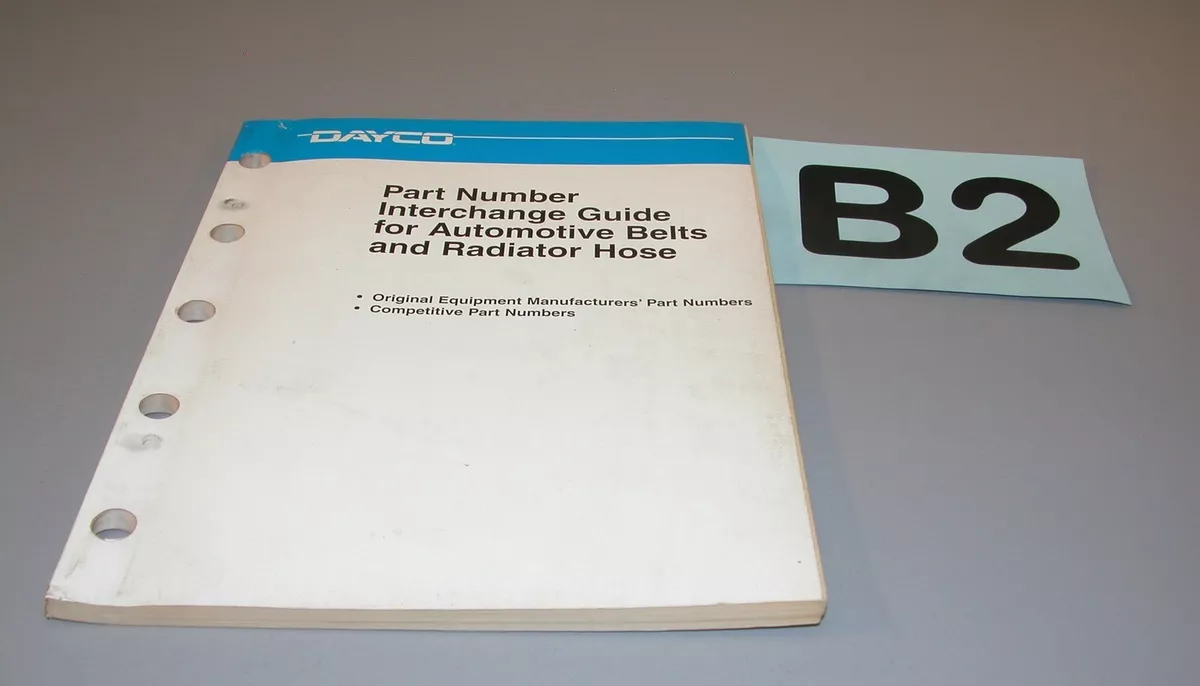 DAYCO
Part Number
Interchange Guide
for Automotive Belts
and Radiator Hose
• Original Equipment Manufacturers' Part Numbers
• Competitive Part Numbers
B2